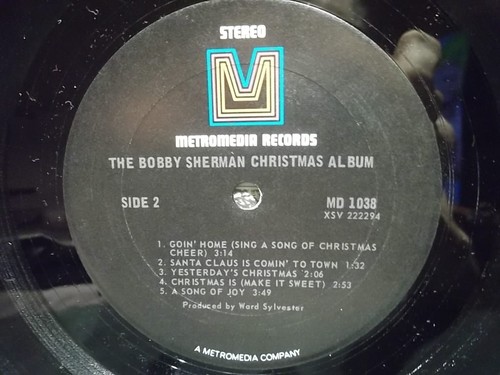 STEREO
M
METROMEDIA RECORDS
THE BOBBY SHERMAN CHRISTMAS ALBUM
SIDE 2 MD 1038
XSV 222294
1. GOIN' HOME (SING A SONG OF CHRISTMAS
CHEER) 3:14
2. SANTA CLAUS IS COMIN' TO TOWN 1:32
3. YESTERDAY'S CHRISTMAS 2:06
4. CHRISTMAS IS (MAKE IT SWEET) 2:53
5. A SONG OF JOY 3:49
Produced by Ward Sylvester
A METROMEDIA COMPANY